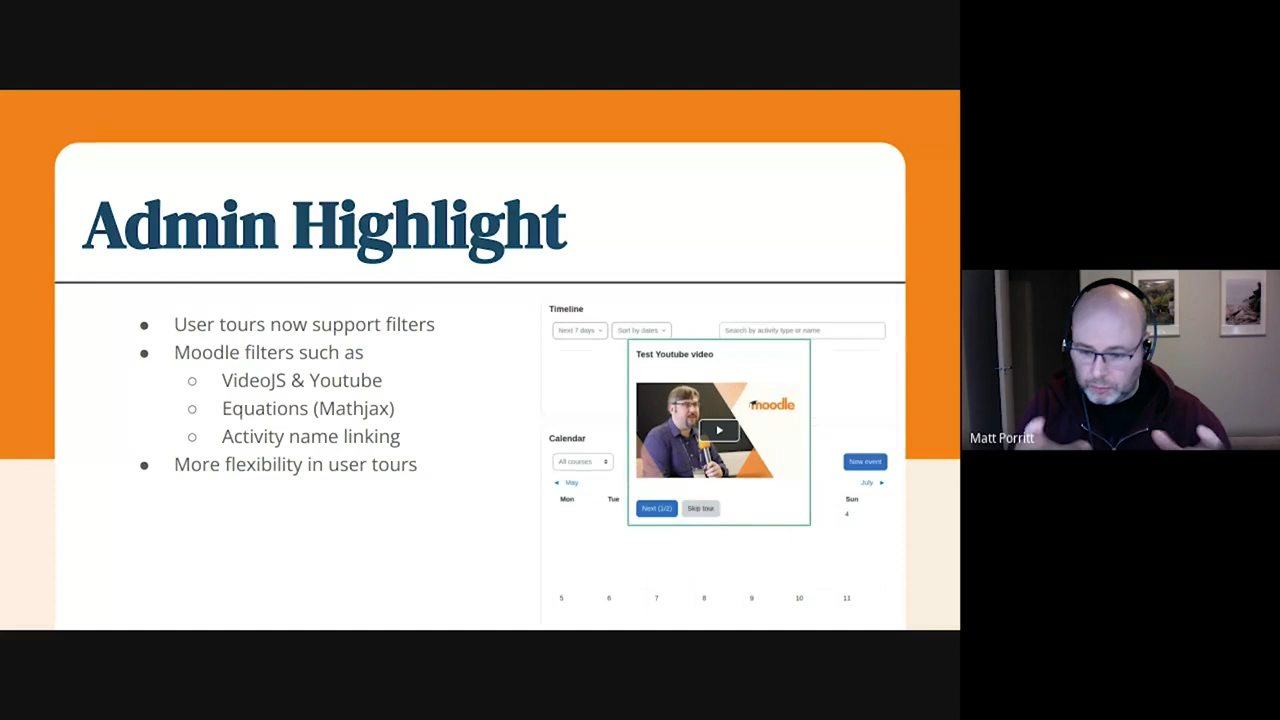 Admin Highlight
● User tours now support filters
● Moodle filters such as
○ VideoJS & Youtube
○ Equations (Mathjax)
○ Activity name linking
● More flexibility in user tours
Timeline
Next 7 days
Sort by dates
Search by activity type or name
Test Youtube video
moodle
Next (1/2)
Skip tour
Calendar
All courses
New event
◄ May
July ►
Mon
Tue
Sun
4
5 6 7 8 9 10 11
Matt Porritt